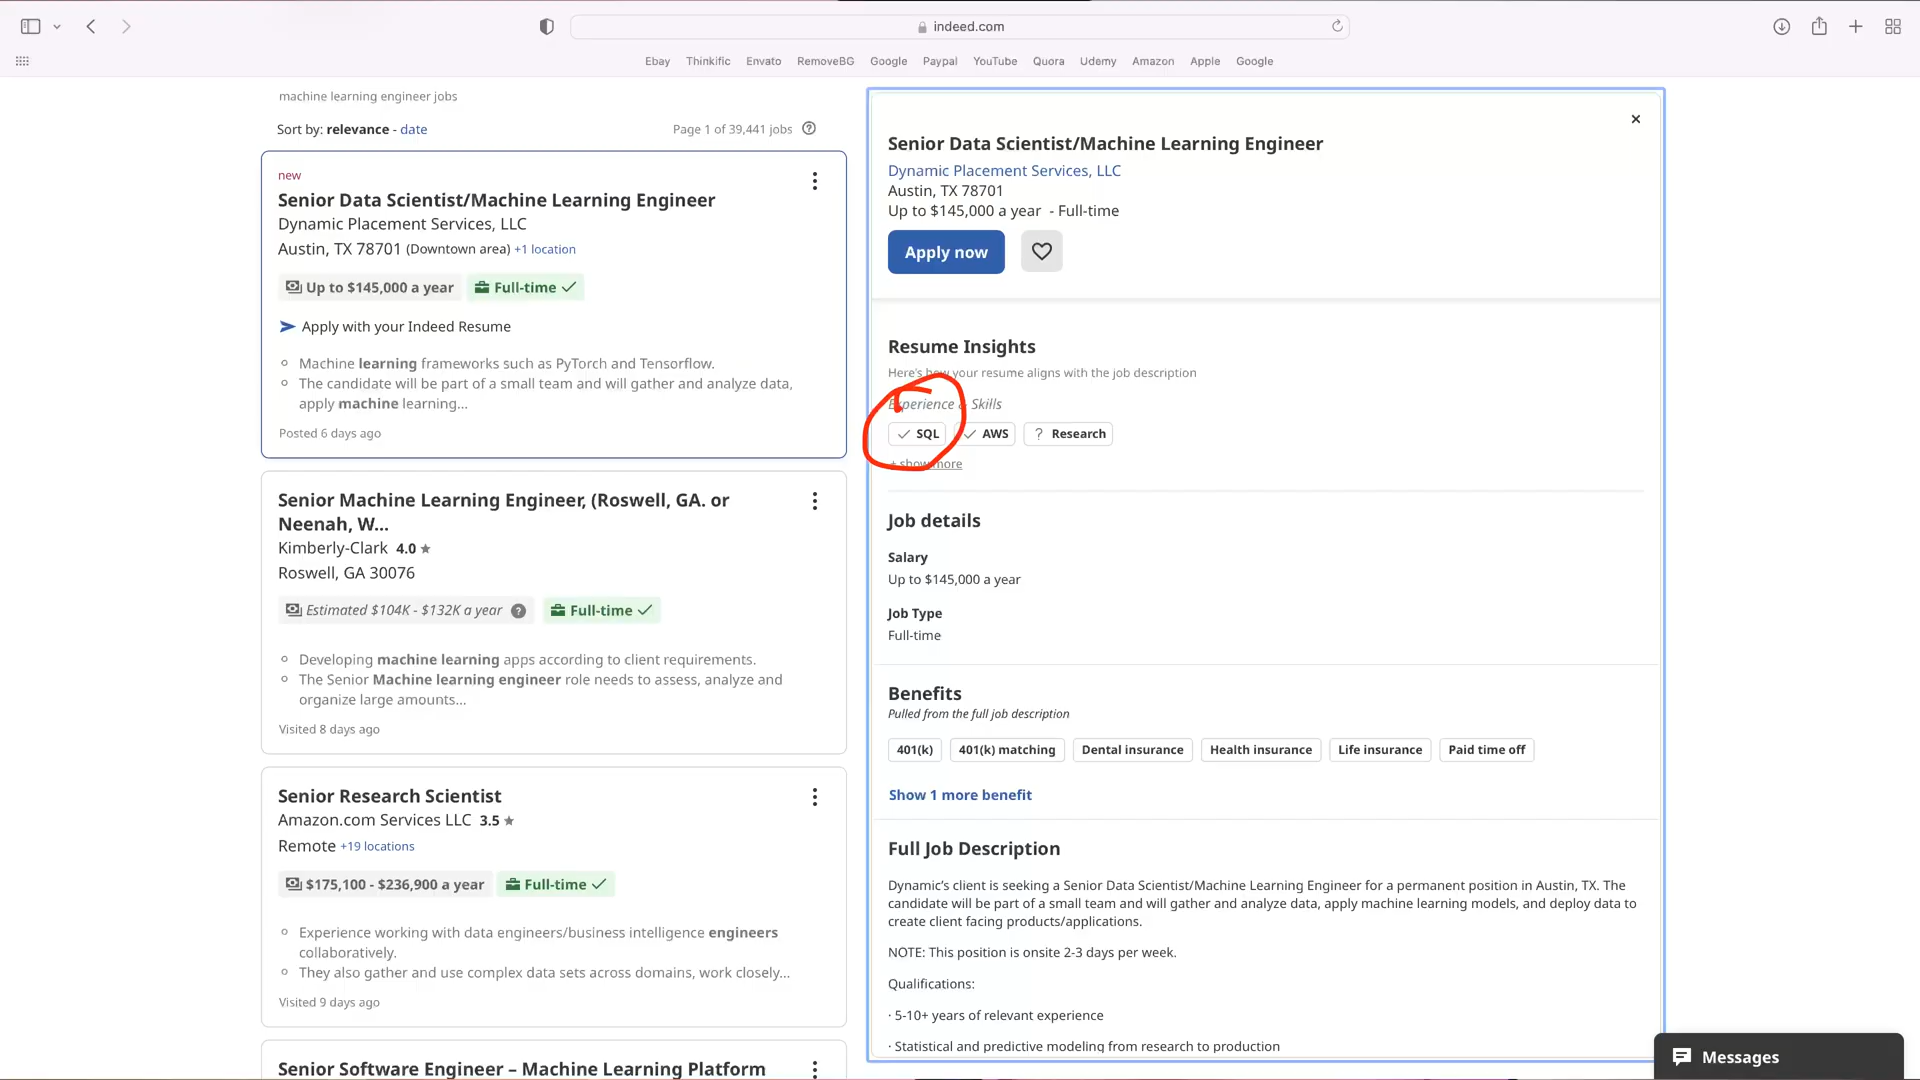 indeed.com
Ebay Thinkific Envato RemoveBG Google Paypal YouTube Quora Udemy Amazon Apple Google
machine learning engineer jobs
Sort by: relevance - date
Page 1 of 39,441 jobs ?
new
Senior Data Scientist/Machine Learning Engineer
Dynamic Placement Services, LLC
Austin, TX 78701 (Downtown area) +1 location
Up to $145,000 a year Full-time
Apply with your Indeed Resume
Machine learning frameworks such as PyTorch and Tensorflow.
The candidate will be part of a small team and will gather and analyze data,
apply machine learning...
Posted 6 days ago
Senior Machine Learning Engineer, (Roswell, GA. or
Neenah, W...
Kimberly-Clark 4.0
Roswell, GA 30076
Estimated $104K - $132K a year ? Full-time
Developing machine learning apps according to client requirements.
The Senior Machine learning engineer role needs to assess, analyze and
organize large amounts...
Visited 8 days ago
Senior Research Scientist
Amazon.com Services LLC 3.5
Remote +19 locations
$175,100 - $236,900 a year Full-time
Experience working with data engineers/business intelligence engineers
collaboratively.
They also gather and use complex data sets across domains, work closely...
Visited 9 days ago
Senior Software Engineer – Machine Learning Platform
Senior Data Scientist/Machine Learning Engineer
Dynamic Placement Services, LLC
Austin, TX 78701
Up to $145,000 a year - Full-time
Apply now
Resume Insights
Here's how your resume aligns with the job description
Experience & Skills
SQL AWS ? Research
+ show more
Job details
Salary
Up to $145,000 a year
Job Type
Full-time
Benefits
Pulled from the full job description
401(k) 401(k) matching Dental insurance Health insurance Life insurance Paid time off
Show 1 more benefit
Full Job Description
Dynamic’s client is seeking a Senior Data Scientist/Machine Learning Engineer for a permanent position in Austin, TX. The
candidate will be part of a small team and will gather and analyze data, apply machine learning models, and deploy data to
create client facing products/applications.
NOTE: This position is onsite 2-3 days per week.
Qualifications:
· 5-10+ years of relevant experience
· Statistical and predictive modeling from research to production
Messages